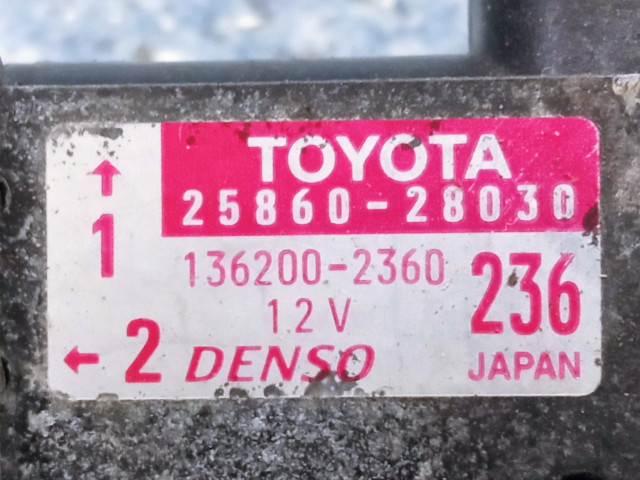 TOYOTA
25860-28030
1
136200-2360
12V
236
2
DENSO
JAPAN